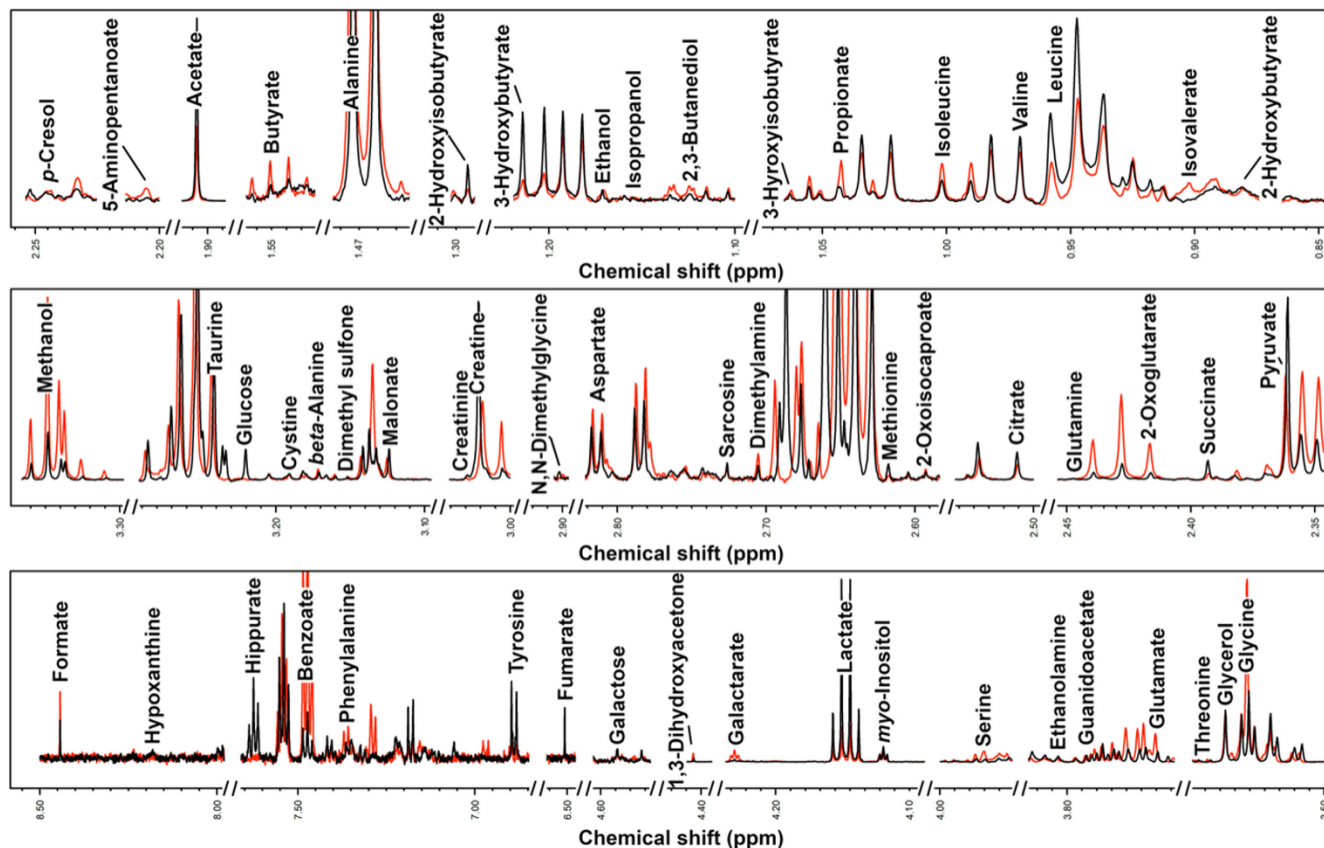 p-Cresol
5-Aminopentanoate
Acetate
Butyrate
Alanine
2-Hydroxyisobutyrate
3-Hydroxybutyrate
Ethanol
Isopropanol
2,3-Butanediol
3-Hyroxyisobutyrate
Propionate
Isoleucine
Valine
Leucine
Isovalerate
2-Hydroxybutyrate
2.25 2.20 1.90 1.55 1.47 1.30 1.20 1.10 1.05 1.00 0.95 0.90 0.85
Chemical shift (ppm)
Methanol
Taurine
Glucose
Cystine
beta-Alanine
Dimethyl sulfone
Malonate
Creatinine
Creatine
N,N-Dimethylglycine
Aspartate
Sarcosine
Dimethylamine
Methionine
2-Oxoisocaproate
Citrate
Glutamine
2-Oxoglutarate
Succinate
Pyruvate
3.30 3.20 3.10 3.00 2.90 2.80 2.70 2.60 2.50 2.45 2.40 2.35
Chemical shift (ppm)
Formate
Hypoxanthine
Hippurate
Benzoate
Phenylalanine
Tyrosine
Fumarate
Galactose
1,3-Dihydroxyacetone
Galactarate
Lactate
myo-Inositol
Serine
Ethanolamine
Guanidoacetate
Glutamate
Threonine
Glycerol
Glycine
8.50 8.00 7.50 7.00 6.50 4.60 4.40 4.20 4.10 4.00 3.80 3.50
Chemical shift (ppm)